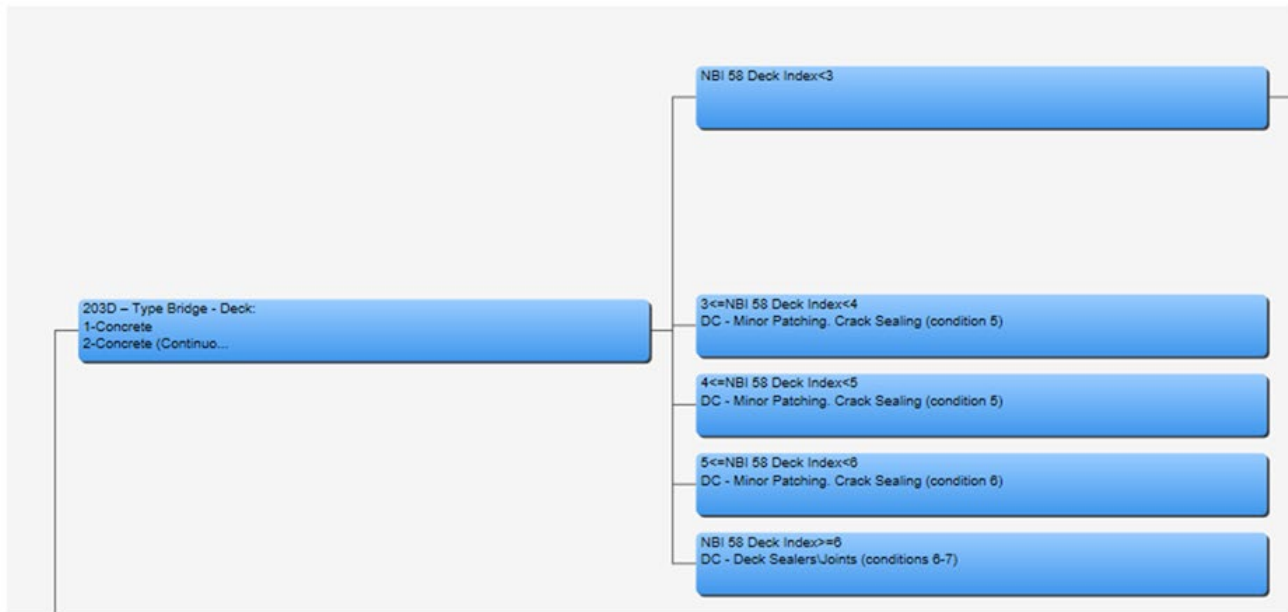 NBI 58 Deck Index<3
203D – Type Bridge - Deck:
1-Concrete
2-Concrete (Continuo...
3<=NBI 58 Deck Index<4
DC - Minor Patching. Crack Sealing (condition 5)
4<=NBI 58 Deck Index<5
DC - Minor Patching. Crack Sealing (condition 5)
5<=NBI 58 Deck Index<6
DC - Minor Patching. Crack Sealing (condition 6)
NBI 58 Deck Index>=6
DC - Deck Sealers\Joints (conditions 6-7)